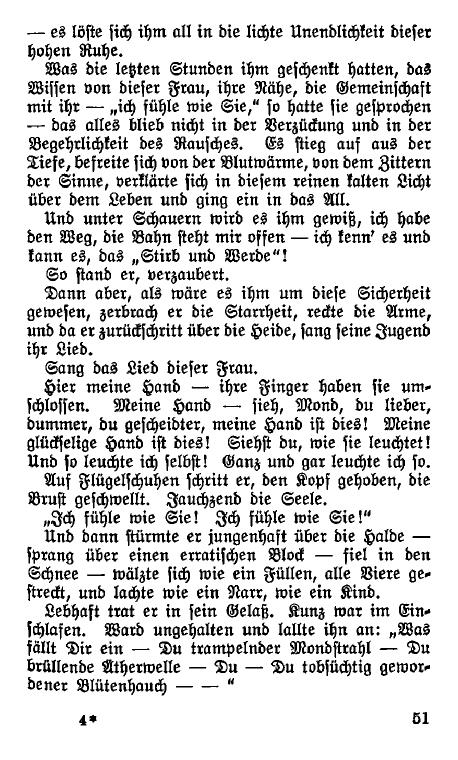 — es löste sich ihm all in die lichte Unendlichkeit dieser
hohen Ruhe.
Was die letzten Stunden ihm geschenkt hatten, das
Wissen von dieser Frau, ihre Nähe, die Gemeinschaft
mit ihr — „ich fühle wie Sie,“ so hatte sie gesprochen
— das alles blieb nicht in der Verzückung und in der
Begehrlichkeit des Rausches. Es stieg auf aus der
Tiefe, befreite sich von der Blutwärme, von dem Zittern
der Sinne, verklärte sich in diesem reinen kalten Licht
über dem Leben und ging ein in das All.
Und unter Schauern wird es ihm gewiß, ich habe
den Weg, die Bahn steht mir offen — ich kenn’ es und
kann es, das „Stirb und Werde“!
So stand er, verzaubert.
Dann aber, als wäre es ihm um diese Sicherheit
gewesen, zerbrach er die Starrheit, reckte die Arme,
und da er zurückschritt über die Heide, sang seine Jugend
ihr Lied.
Sang das Lied dieser Frau.
Hier meine Hand — ihre Finger haben sie um-
schlossen. Meine Hand — sieh, Mond, du lieber,
dummer, du gescheidter, meine Hand ist dies! Meine
glückselige Hand ist dies! Siehst du, wie sie leuchtet!
Und so leuchte ich selbst! Ganz und gar leuchte ich so.
Auf Flügelschuhen schritt er, den Kopf gehoben, die
Brust geschwellt. Jauchzend die Seele.
„Ich fühle wie Sie! Ich fühle wie Sie!“
Und dann stürmte er jungenhaft über die Halde —
sprang über einen erratischen Block — fiel in den
Schnee — wälzte sich wie ein Füllen, alle Viere ge-
streckt, und lachte wie ein Narr, wie ein Kind.
Lebhaft trat er in sein Gelaß. Kunz war im Ein-
schlafen. Ward ungehalten und lallte ihn an: „Was
fällt Dir ein — Du trampelnder Mondstrahl — Du
brüllende Ätherwelle — Du — Du tobsüchtig gewor-
dener Blütenhauch — — “
4* 51